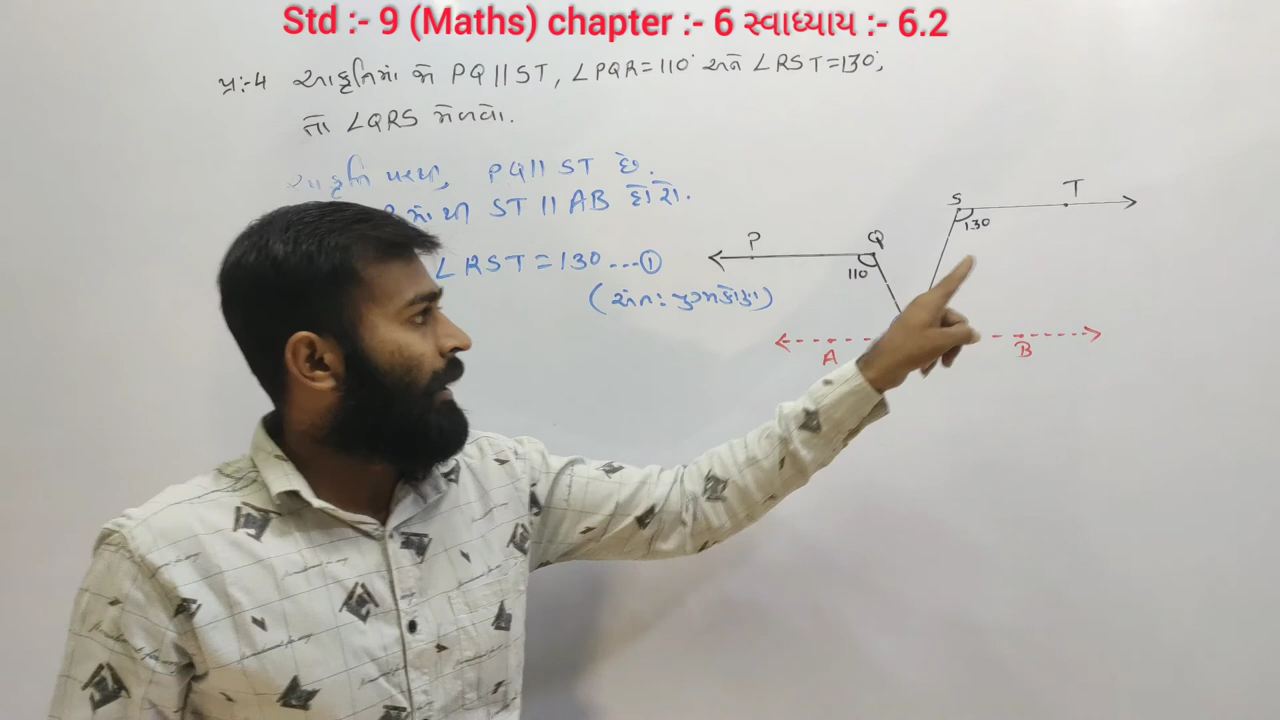 Std :- 9 (Maths) chapter :- 6 સ્વાધ્યાય :- 6.2
પ્ર:-4 આકૃતિમાં જો PQ || ST, ∠PQR = 110° અને ∠RST = 130°,
તો ∠QRS મેળવો.
આકૃતિ પરથી, PQ || ST છે.
માંથી ST || AB દોરો.
∠RST = 130 ---①
(અંત: યુગ્મકોણ)
S T
130
P Q
110
A B